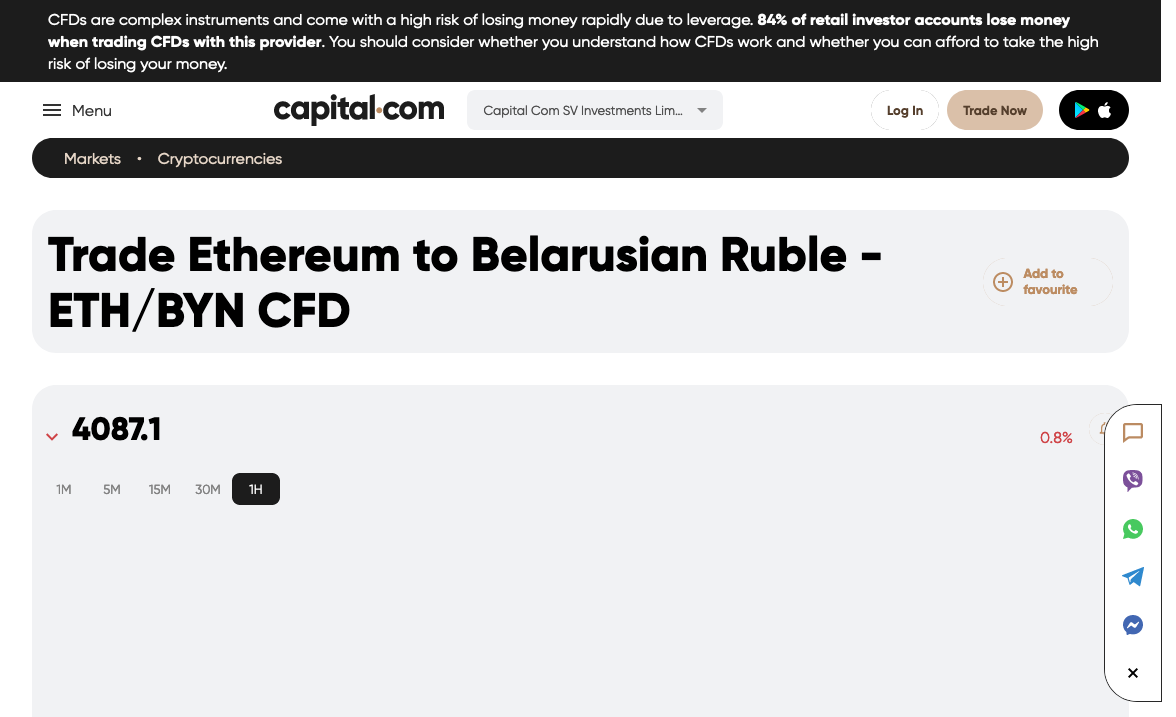 CFDs are complex instruments and come with a high risk of losing money rapidly due to leverage. 84% of retail investor accounts lose money
when trading CFDs with this provider. You should consider whether you understand how CFDs work and whether you can afford to take the high
risk of losing your money.
Menu
capital.com
Capital Com SV Investments Lim...
Log In
Trade Now
Markets • Cryptocurrencies
Trade Ethereum to Belarusian Ruble -
ETH/BYN CFD
Add to
favourite
4087.1
0.8%
1M 5M 15M 30M 1H